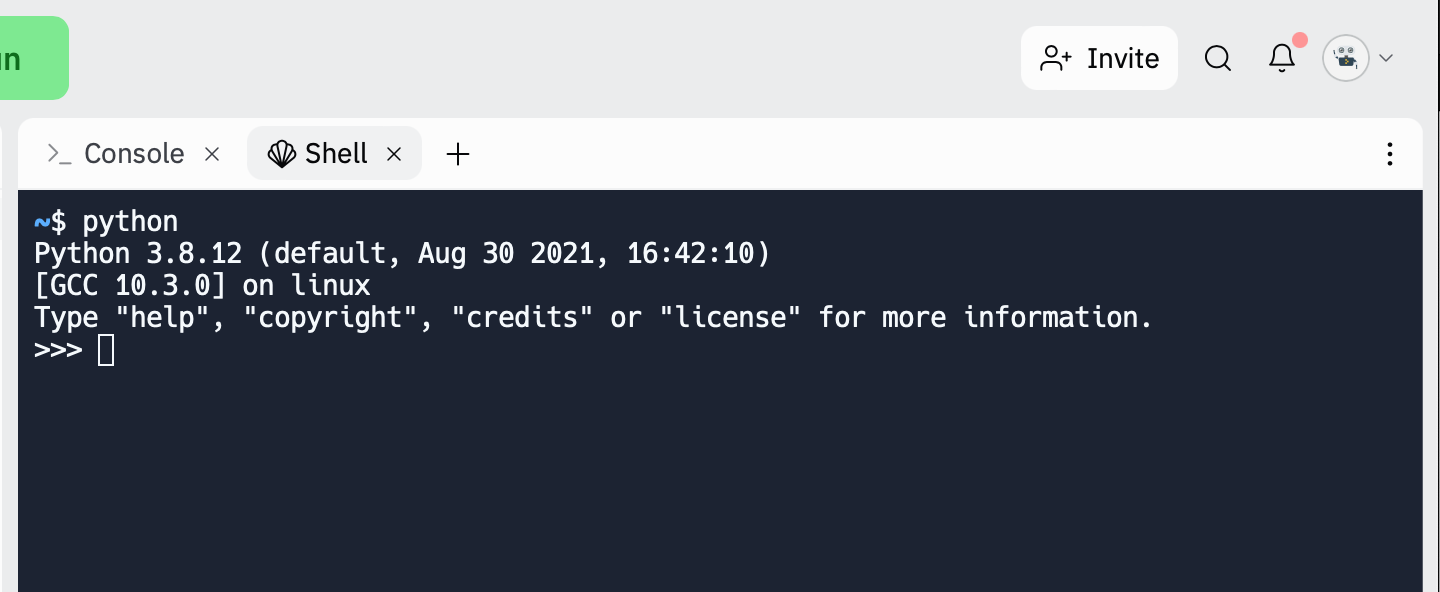 un
Invite
>_ Console × Shell × +
~$ python
Python 3.8.12 (default, Aug 30 2021, 16:42:10)
[GCC 10.3.0] on linux
Type "help", "copyright", "credits" or "license" for more information.
>>>